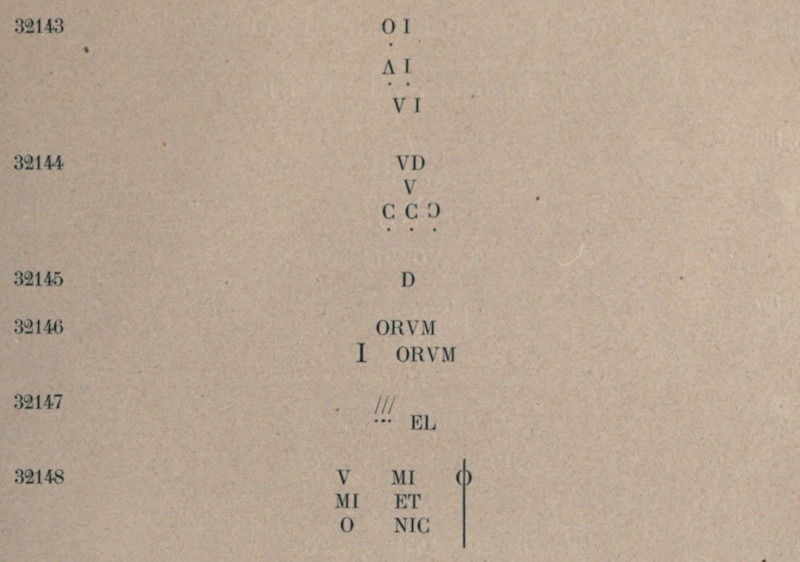 32143 O I
Λ I
V I
32144 VD
V
C C Ɔ
32145 D
32146 ORVM
I ORVM
32147 ///
... EL
32148 V MI O
MI ET
O NIC